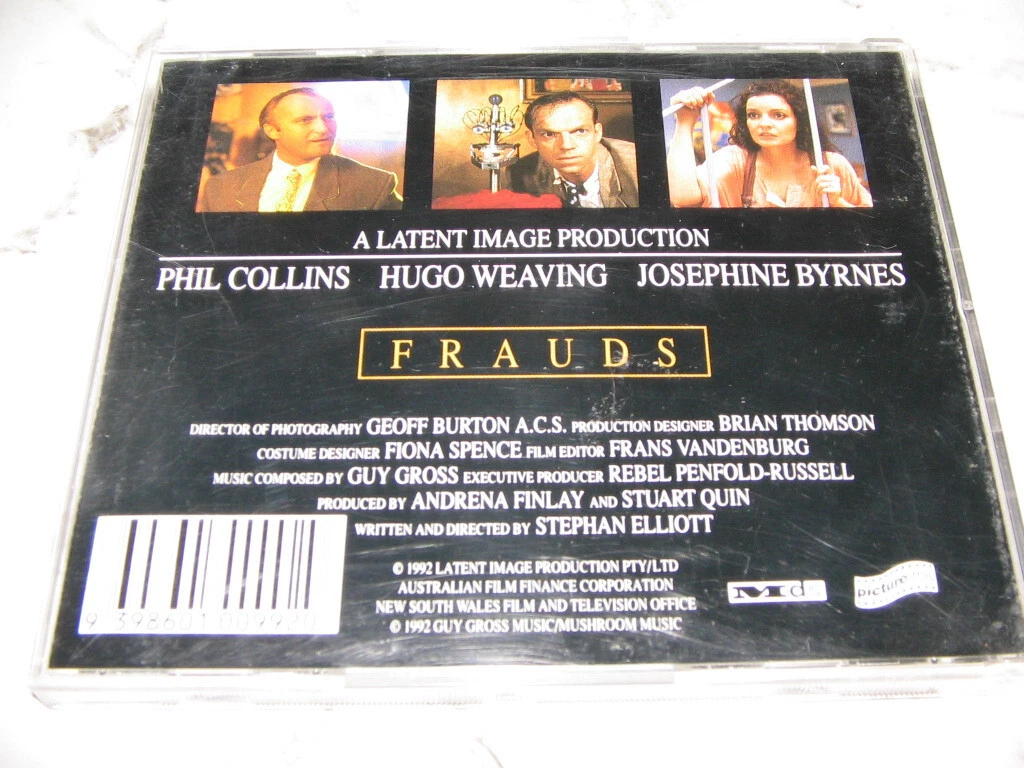 A LATENT IMAGE PRODUCTION
PHIL COLLINS HUGO WEAVING JOSEPHINE BYRNES
FRAUDS
DIRECTOR OF PHOTOGRAPHY GEOFF BURTON A.C.S. PRODUCTION DESIGNER BRIAN THOMSON
COSTUME DESIGNER FIONA SPENCE FILM EDITOR FRANS VANDENBURG
MUSIC COMPOSED BY GUY GROSS EXECUTIVE PRODUCER REBEL PENFOLD-RUSSELL
PRODUCED BY ANDRENA FINLAY AND STUART QUIN
WRITTEN AND DIRECTED BY STEPHAN ELLIOTT
© 1992 LATENT IMAGE PRODUCTION PTY/LTD
AUSTRALIAN FILM FINANCE CORPORATION
NEW SOUTH WALES FILM AND TELEVISION OFFICE
© 1992 GUY GROSS MUSIC/MUSHROOM MUSIC
9 398601 009920
picture